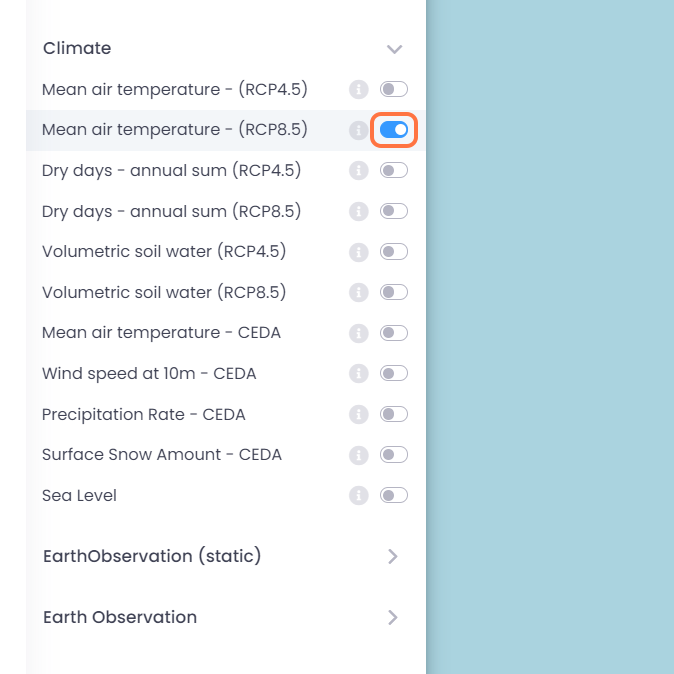 Climate
Mean air temperature - (RCP4.5)
Mean air temperature - (RCP8.5)
Dry days - annual sum (RCP4.5)
Dry days - annual sum (RCP8.5)
Volumetric soil water (RCP4.5)
Volumetric soil water (RCP8.5)
Mean air temperature - CEDA
Wind speed at 10m - CEDA
Precipitation Rate - CEDA
Surface Snow Amount - CEDA
Sea Level
EarthObservation (static)
Earth Observation